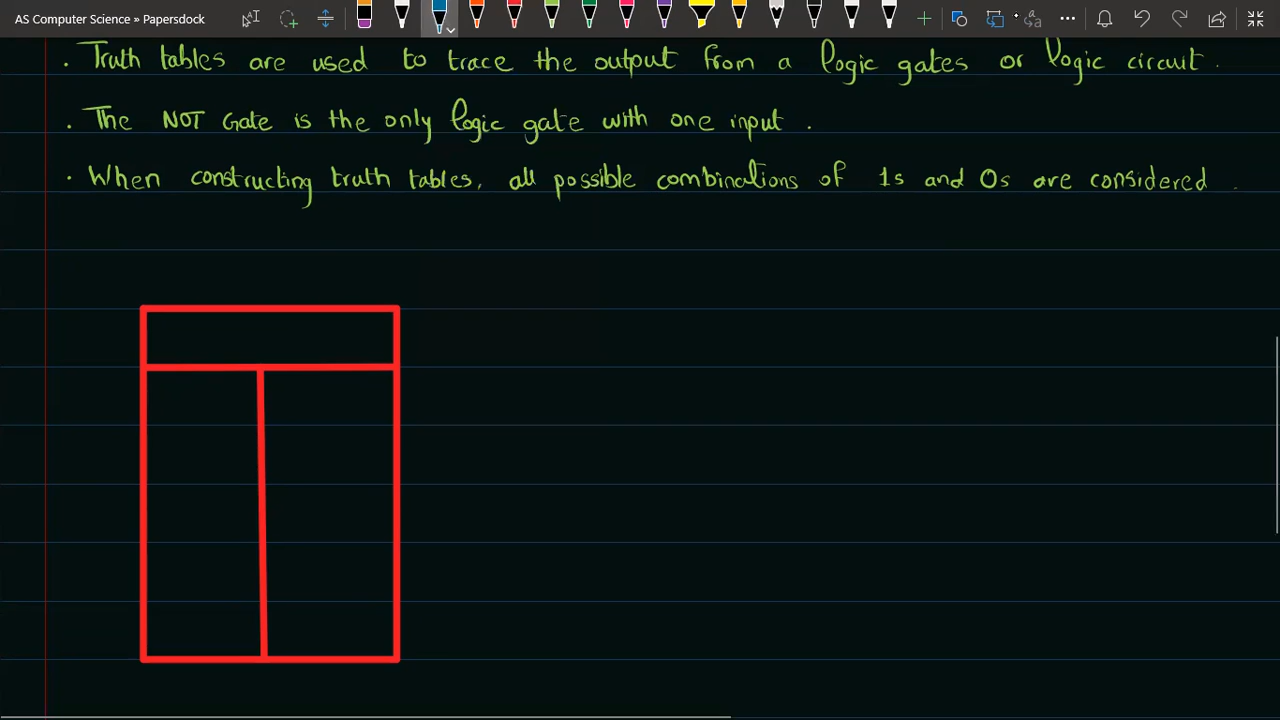 AS Computer Science » Papersdock
. Truth tables are used to trace the output from a logic gates or logic circuit .
. The NOT Gate is the only logic gate with one input .
. When constructing truth tables, all possible combinations of 1s and 0s are considered .